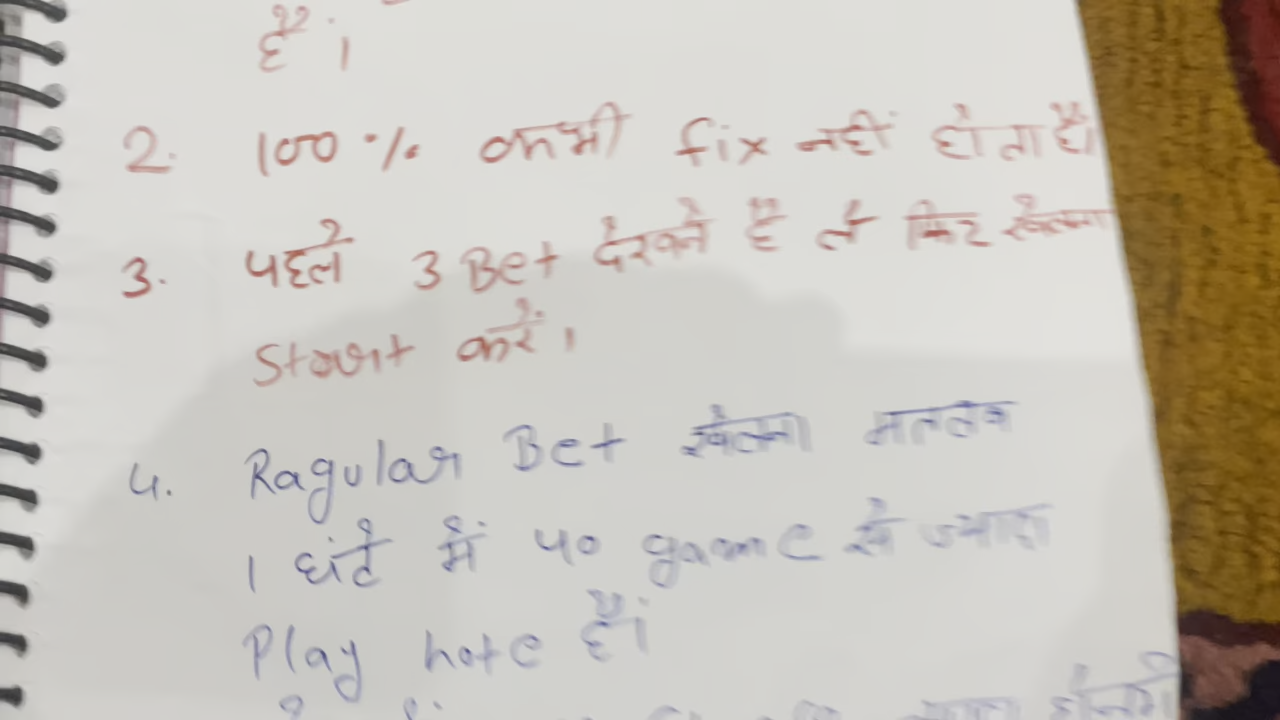 है।
2. 100% कभी fix नहीं होता है।
3. पहले 3 Bet देखते है तो फिर खेलना
Start करें।
4. Ragular Bet खेलना मतलब
1 घंटे में 40 game से ज्यादा
Play hote हैं।